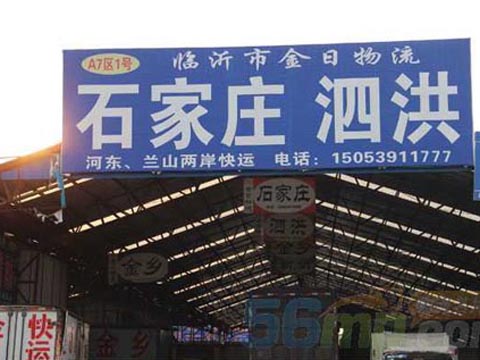 A7区1号
临沂市金日物流
石家庄 泗洪
河东、兰山两岸快运 电话：15053911777
石家庄
泗洪
金乡
金乡
快运
金乡